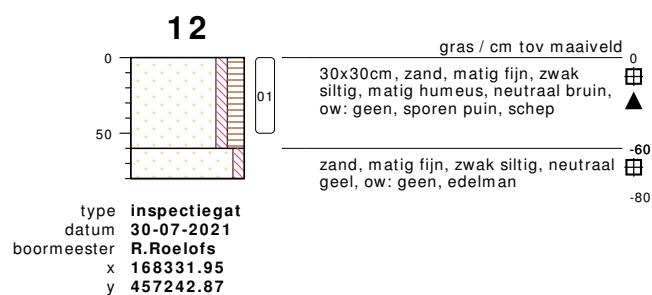 12
gras / cm tov maaiveld
0
0
30x30cm, zand, matig fijn, zwak
siltig, matig humeus, neutraal bruin,
ow: geen, sporen puin, schep
01
50
-60
zand, matig fijn, zwak siltig, neutraal
geel, ow: geen, edelman
-80
type inspectiegat
datum 30-07-2021
boormeester R.Roelofs
x 168331.95
y 457242.87